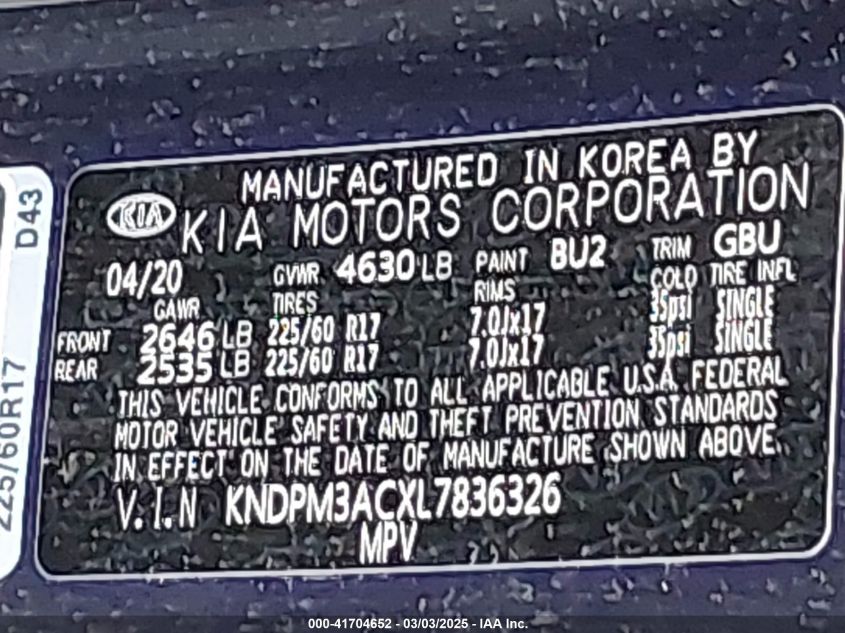 MANUFACTURED IN KOREA BY
KIA KIA MOTORS CORPORATION
04/20 GVWR 4630 LB PAINT BU2 TRIM GBU
GAWR TIRES RIMS COLD TIRE INFL
FRONT 2646 LB 225/60 R17 7.0Jx17 35psi SINGLE
REAR 2535 LB 225/60 R17 7.0Jx17 35psi SINGLE
THIS VEHICLE CONFORMS TO ALL APPLICABLE U.S.A. FEDERAL
MOTOR VEHICLE SAFETY AND THEFT PREVENTION STANDARDS
IN EFFECT ON THE DATE OF MANUFACTURE SHOWN ABOVE.
V.I.N KNDPM3ACXL7836326
MPV
D43
225/60R17
000-41704652 - 03/03/2025 - IAA Inc.